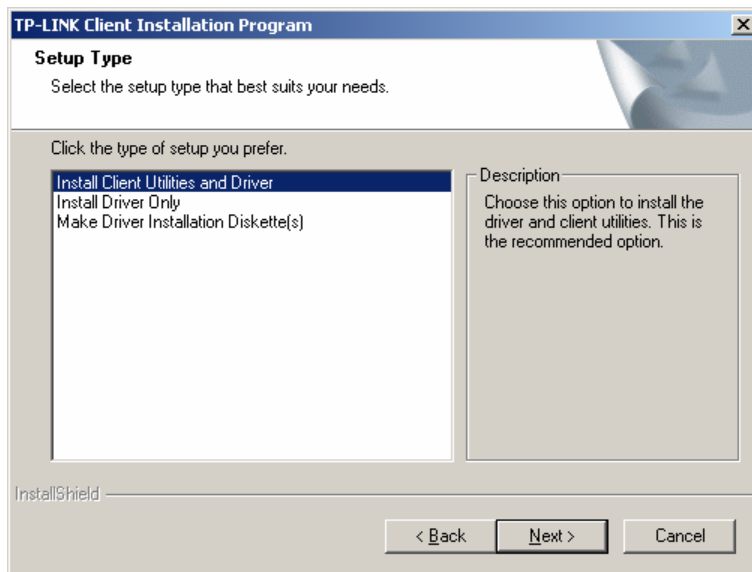 TP-LINK Client Installation Program
Setup Type
Select the setup type that best suits your needs.
Click the type of setup you prefer.
Install Client Utilities and Driver
Install Driver Only
Make Driver Installation Diskette(s)
Description
Choose this option to install the
driver and client utilities. This is
the recommended option.
InstallShield
< Back
Next >
Cancel